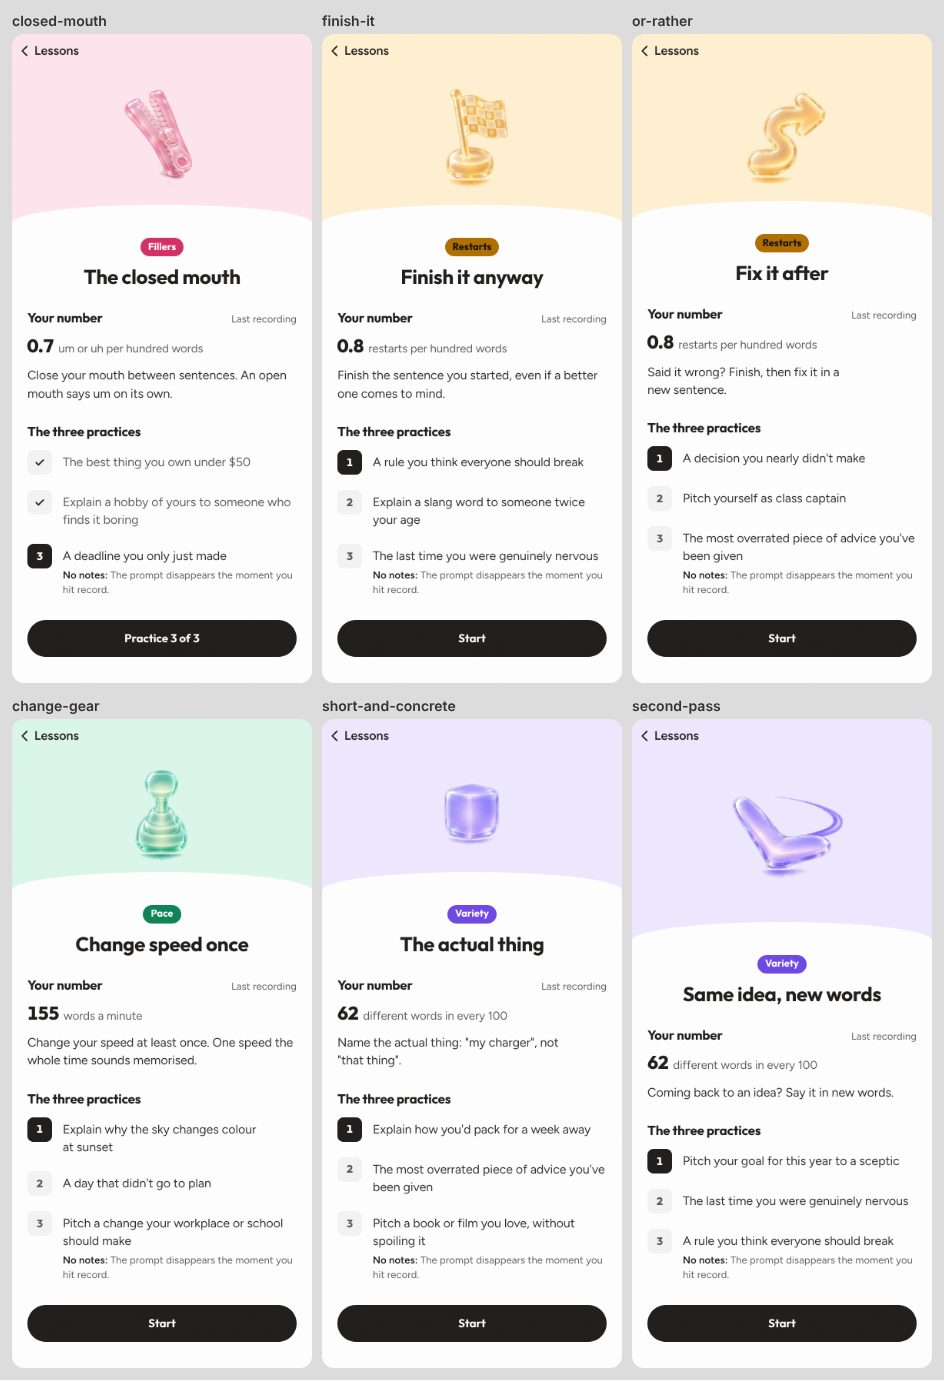 closed-mouth
Lessons
Fillers
The closed mouth
Your number
Last recording
0.7 um or uh per hundred words
Close your mouth between sentences. An open
mouth says um on its own.
The three practices
The best thing you own under $50
Explain a hobby of yours to someone who
finds it boring
3 A deadline you only just made
No notes: The prompt disappears the moment you
hit record.
Practice 3 of 3
finish-it
Lessons
Restarts
Finish it anyway
Your number
Last recording
0.8 restarts per hundred words
Finish the sentence you started, even if a better
one comes to mind.
The three practices
1 A rule you think everyone should break
2 Explain a slang word to someone twice
your age
3 The last time you were genuinely nervous
No notes: The prompt disappears the moment you
hit record.
Start
or-rather
Lessons
Restarts
Fix it after
Your number
Last recording
0.8 restarts per hundred words
Said it wrong? Finish, then fix it in a
new sentence.
The three practices
1 A decision you nearly didn't make
2 Pitch yourself as class captain
3 The most overrated piece of advice you've
been given
No notes: The prompt disappears the moment you
hit record.
Start
change-gear
Lessons
Pace
Change speed once
Your number
Last recording
155 words a minute
Change your speed at least once. One speed the
whole time sounds memorised.
The three practices
1 Explain why the sky changes colour
at sunset
2 A day that didn't go to plan
3 Pitch a change your workplace or school
should make
No notes: The prompt disappears the moment you
hit record.
Start
short-and-concrete
Lessons
Variety
The actual thing
Your number
Last recording
62 different words in every 100
Name the actual thing: "my charger", not
"that thing".
The three practices
1 Explain how you'd pack for a week away
2 The most overrated piece of advice you've
been given
3 Pitch a book or film you love, without
spoiling it
No notes: The prompt disappears the moment you
hit record.
Start
second-pass
Lessons
Variety
Same idea, new words
Your number
Last recording
62 different words in every 100
Coming back to an idea? Say it in new words.
The three practices
1 Pitch your goal for this year to a sceptic
2 The last time you were genuinely nervous
3 A rule you think everyone should break
No notes: The prompt disappears the moment you
hit record.
Start